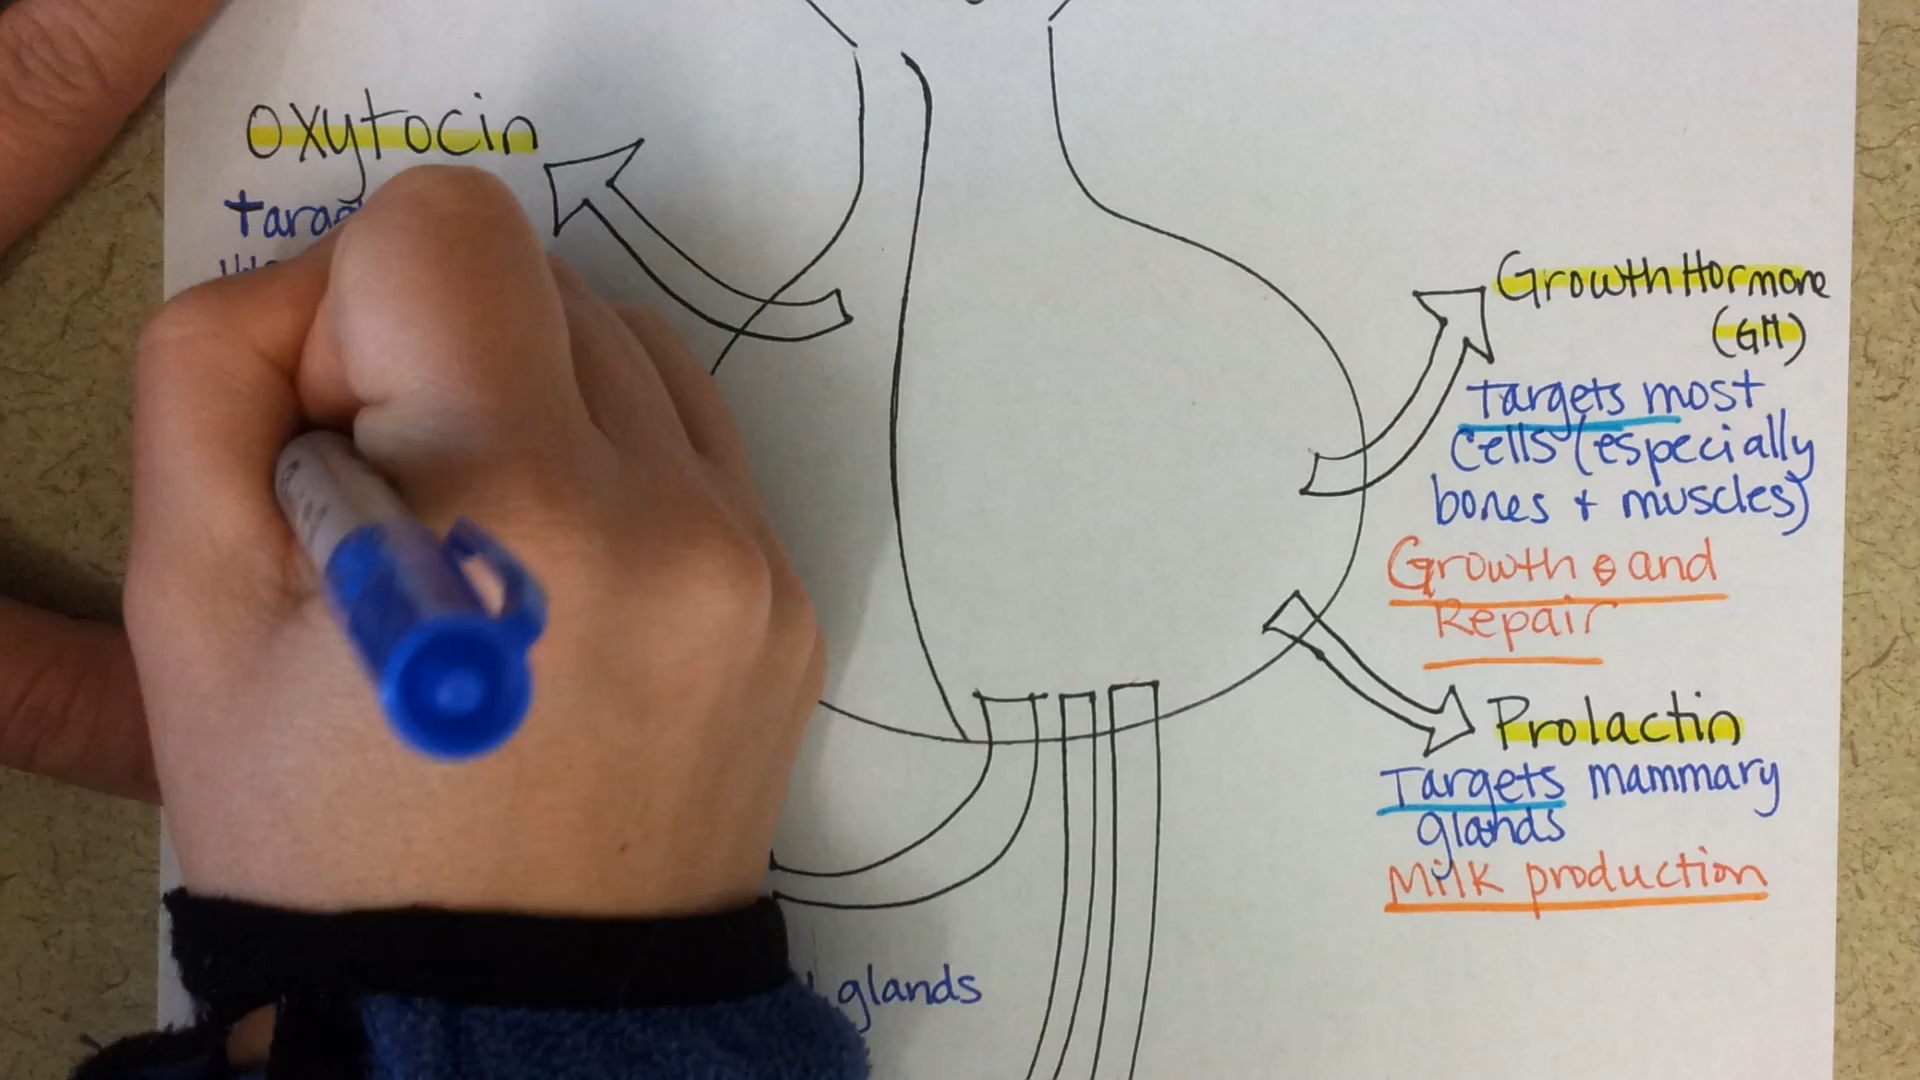 oxytocin
Growth Hormone
(GH)
Targets most
cells (especially
bones + muscles)
Growth and
Repair
Prolactin
Targets mammary
glands
Milk production
glands